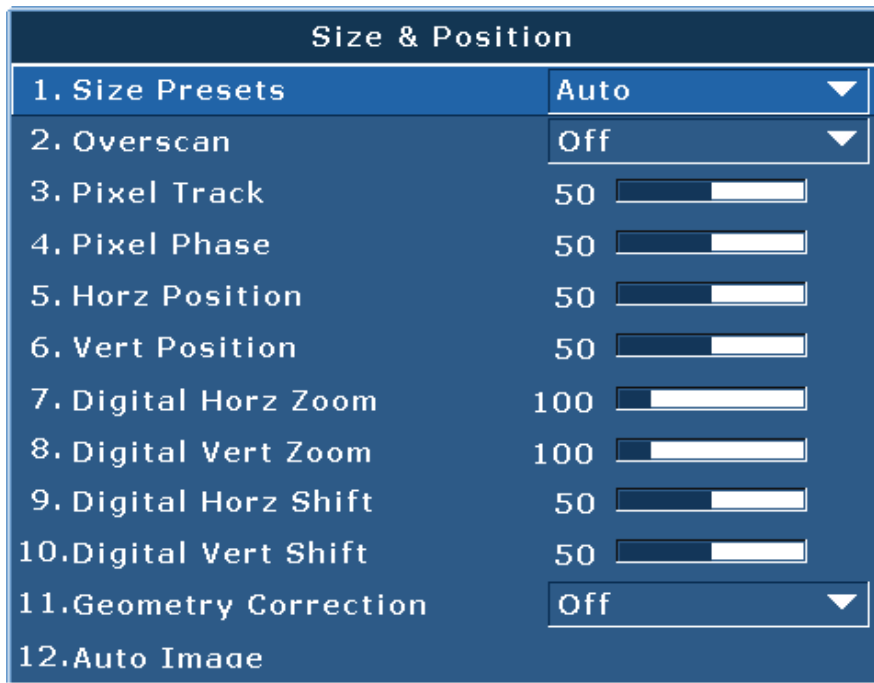 Size & Position
1. Size Presets Auto
2. Overscan Off
3. Pixel Track 50
4. Pixel Phase 50
5. Horz Position 50
6. Vert Position 50
7. Digital Horz Zoom 100
8. Digital Vert Zoom 100
9. Digital Horz Shift 50
10. Digital Vert Shift 50
11. Geometry Correction Off
12. Auto Image